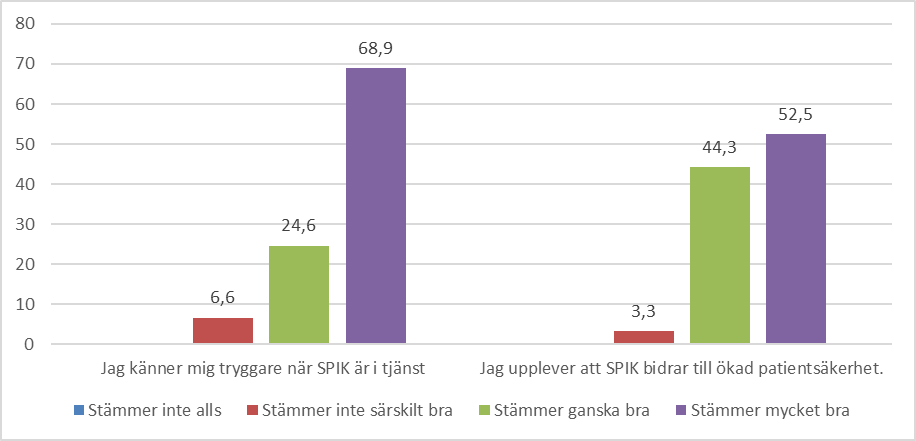 80
70
60
50
40
30
20
10
0
6,6
24,6
68,9
3,3
44,3
52,5
Jag känner mig tryggare när SPIK är i tjänst
Jag upplever att SPIK bidrar till ökad patientsäkerhet.
Stämmer inte alls
Stämmer inte särskilt bra
Stämmer ganska bra
Stämmer mycket bra